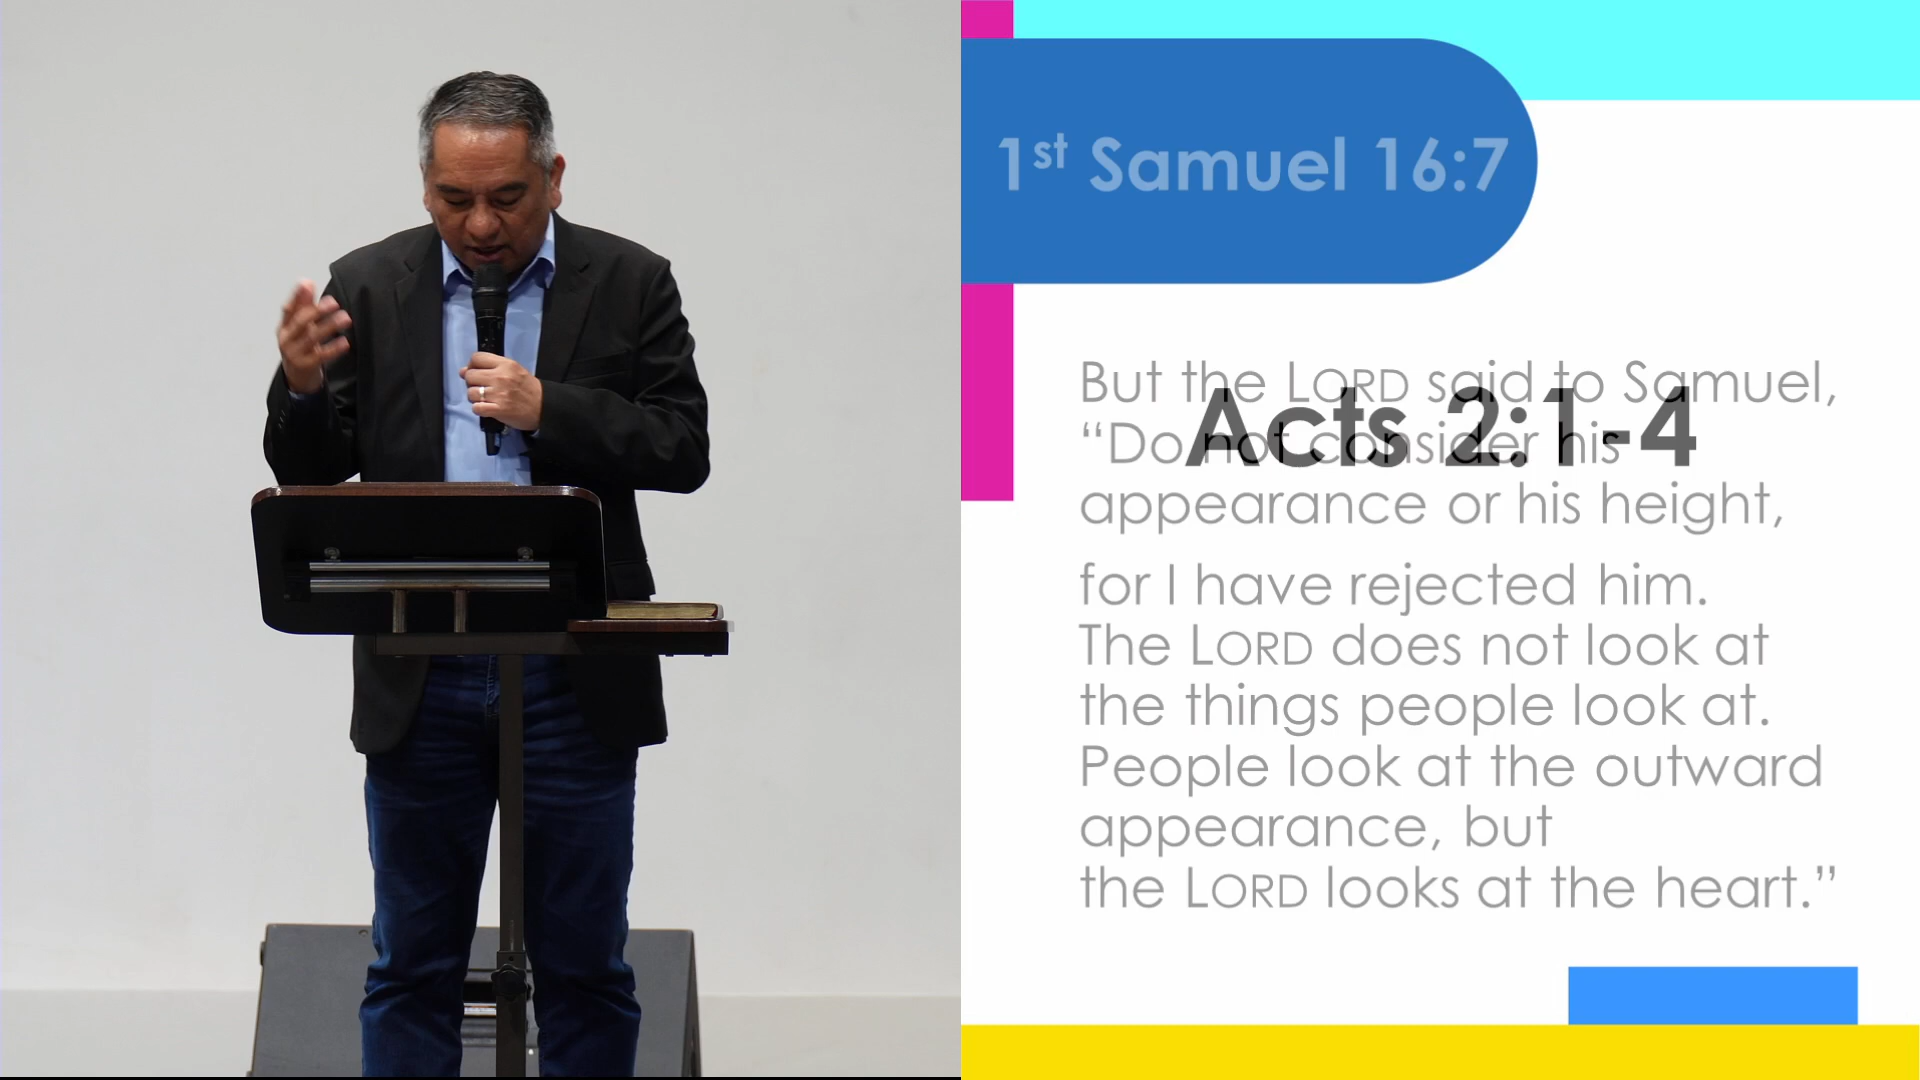 1st Samuel 16:7
But the LORD said to Samuel,
Acts 2:1-4
“Do not consider his
appearance or his height,
for I have rejected him.
The LORD does not look at
the things people look at.
People look at the outward
appearance, but
the LORD looks at the heart.”